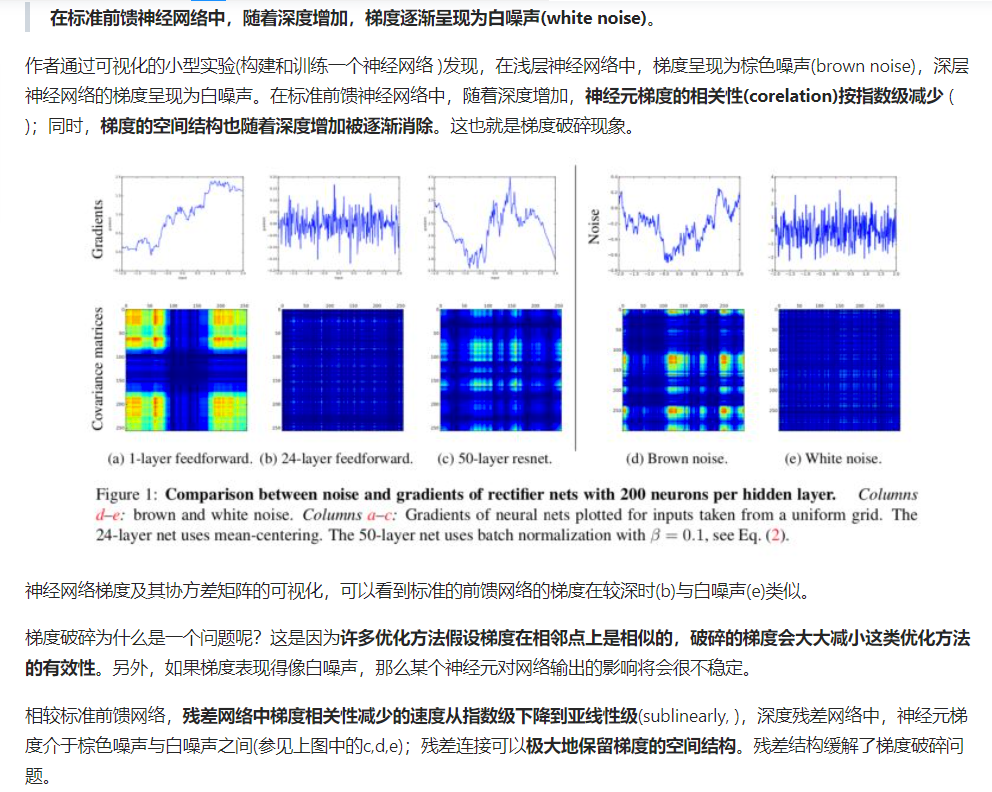 在标准前馈神经网络中，随着深度增加，梯度逐渐呈现为白噪声(white noise)。
作者通过可视化的小型实验(构建和训练一个神经网络 )发现，在浅层神经网络中，梯度呈现为棕色噪声(brown noise)，深层
神经网络的梯度呈现为白噪声。在标准前馈神经网络中，随着深度增加，神经元梯度的相关性(corelation)按指数级减少 (
)；同时，梯度的空间结构也随着深度增加被逐渐消除。这也就是梯度破碎现象。
Gradients
Noise
Covariance matrices
(a) 1-layer feedforward. (b) 24-layer feedforward. (c) 50-layer resnet. (d) Brown noise. (e) White noise.
Figure 1: Comparison between noise and gradients of rectifier nets with 200 neurons per hidden layer. Columns
d–e: brown and white noise. Columns a–c: Gradients of neural nets plotted for inputs taken from a uniform grid. The
24-layer net uses mean-centering. The 50-layer net uses batch normalization with β = 0.1, see Eq. (2).
神经网络梯度及其协方差矩阵的可视化，可以看到标准的前馈网络的梯度在较深时(b)与白噪声(e)类似。
梯度破碎为什么是一个问题呢？这是因为许多优化方法假设梯度在相邻点上是相似的，破碎的梯度会大大减小这类优化方法
的有效性。另外，如果梯度表现得像白噪声，那么某个神经元对网络输出的影响将会很不稳定。
相较标准前馈网络，残差网络中梯度相关性减少的速度从指数级下降到亚线性级(sublinearly, )，深度残差网络中，神经元梯
度介于棕色噪声与白噪声之间(参见上图中的c,d,e)；残差连接可以极大地保留梯度的空间结构。残差结构缓解了梯度破碎问
题。